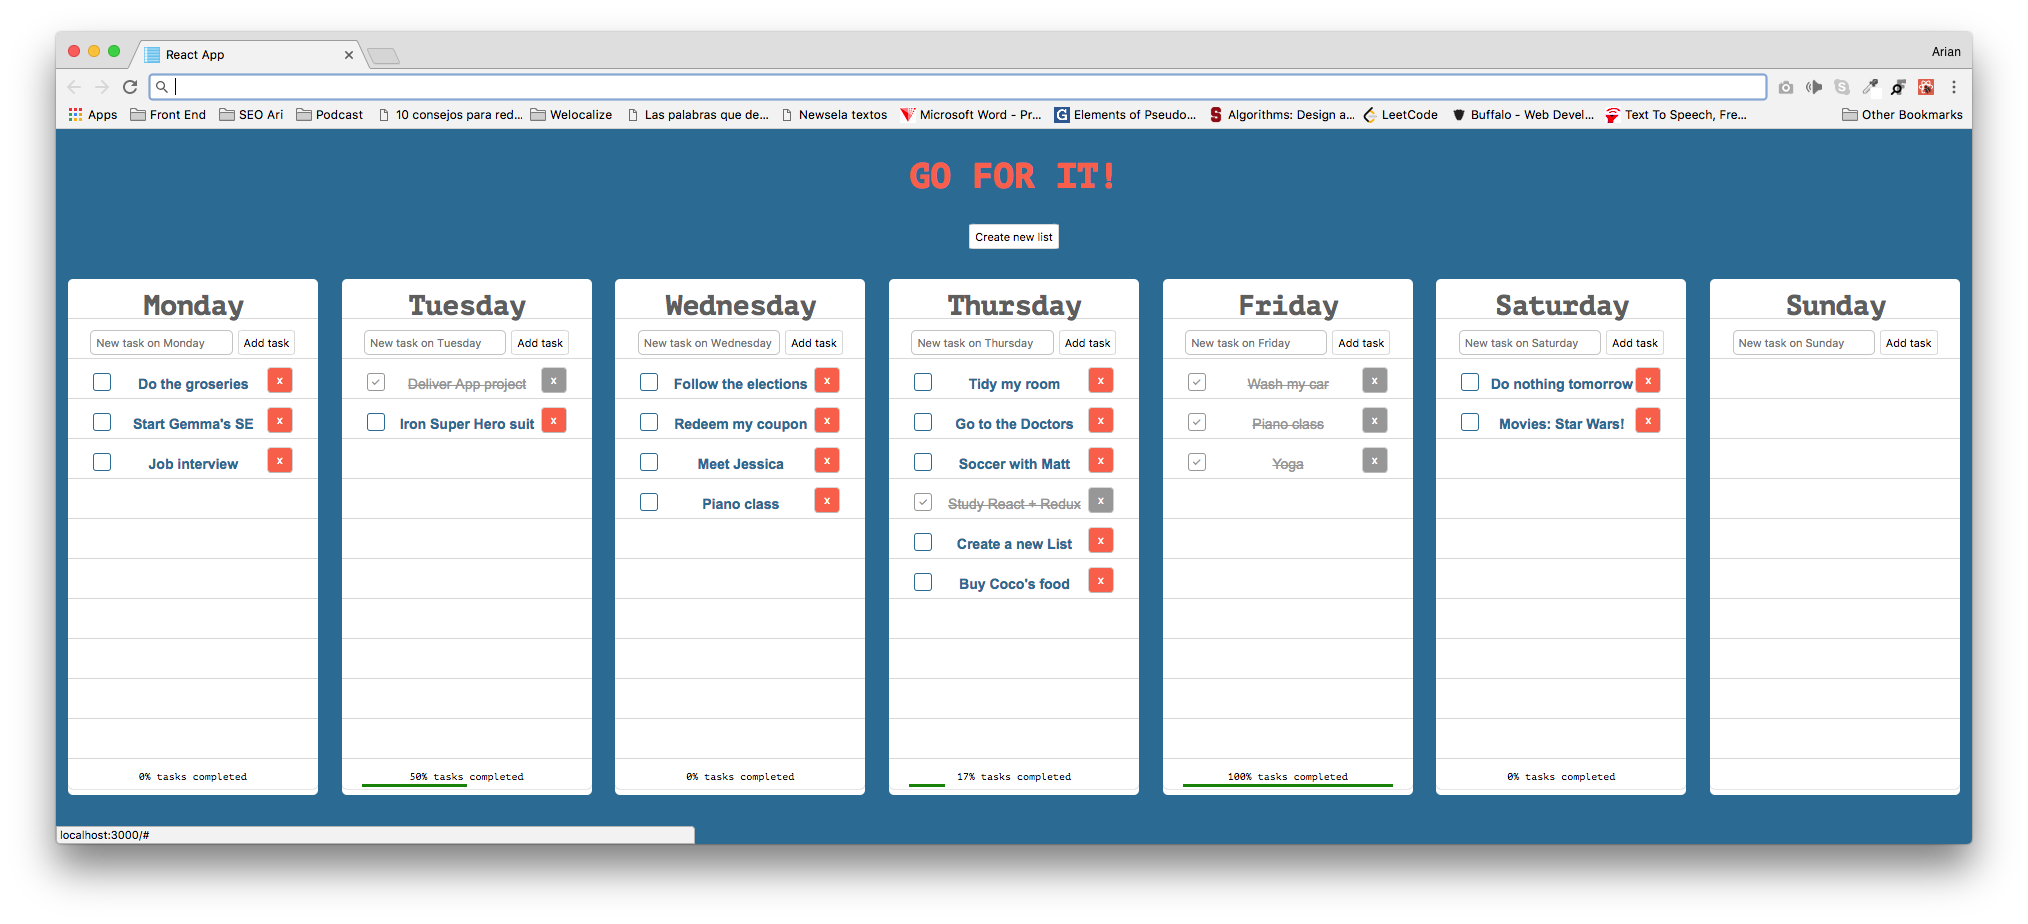 React App
Arian
Apps Front End SEO Ari Podcast 10 consejos para red... Welocalize Las palabras que de... Newsela textos Microsoft Word - Pr... Elements of Pseudo... Algorithms: Design a... LeetCode Buffalo - Web Devel... Text To Speech, Fre... Other Bookmarks
GO FOR IT!
Create new list
Monday
New task on Monday Add task
Do the groseries x
Start Gemma's SE x
Job interview x
0% tasks completed
Tuesday
New task on Tuesday Add task
Deliver App project x
Iron Super Hero suit x
50% tasks completed
Wednesday
New task on Wednesday Add task
Follow the elections x
Redeem my coupon x
Meet Jessica x
Piano class x
0% tasks completed
Thursday
New task on Thursday Add task
Tidy my room x
Go to the Doctors x
Soccer with Matt x
Study React + Redux x
Create a new List x
Buy Coco's food x
17% tasks completed
Friday
New task on Friday Add task
Wash my car x
Piano class x
Yoga x
100% tasks completed
Saturday
New task on Saturday Add task
Do nothing tomorrow x
Movies: Star Wars! x
0% tasks completed
Sunday
New task on Sunday Add task
localhost:3000/#